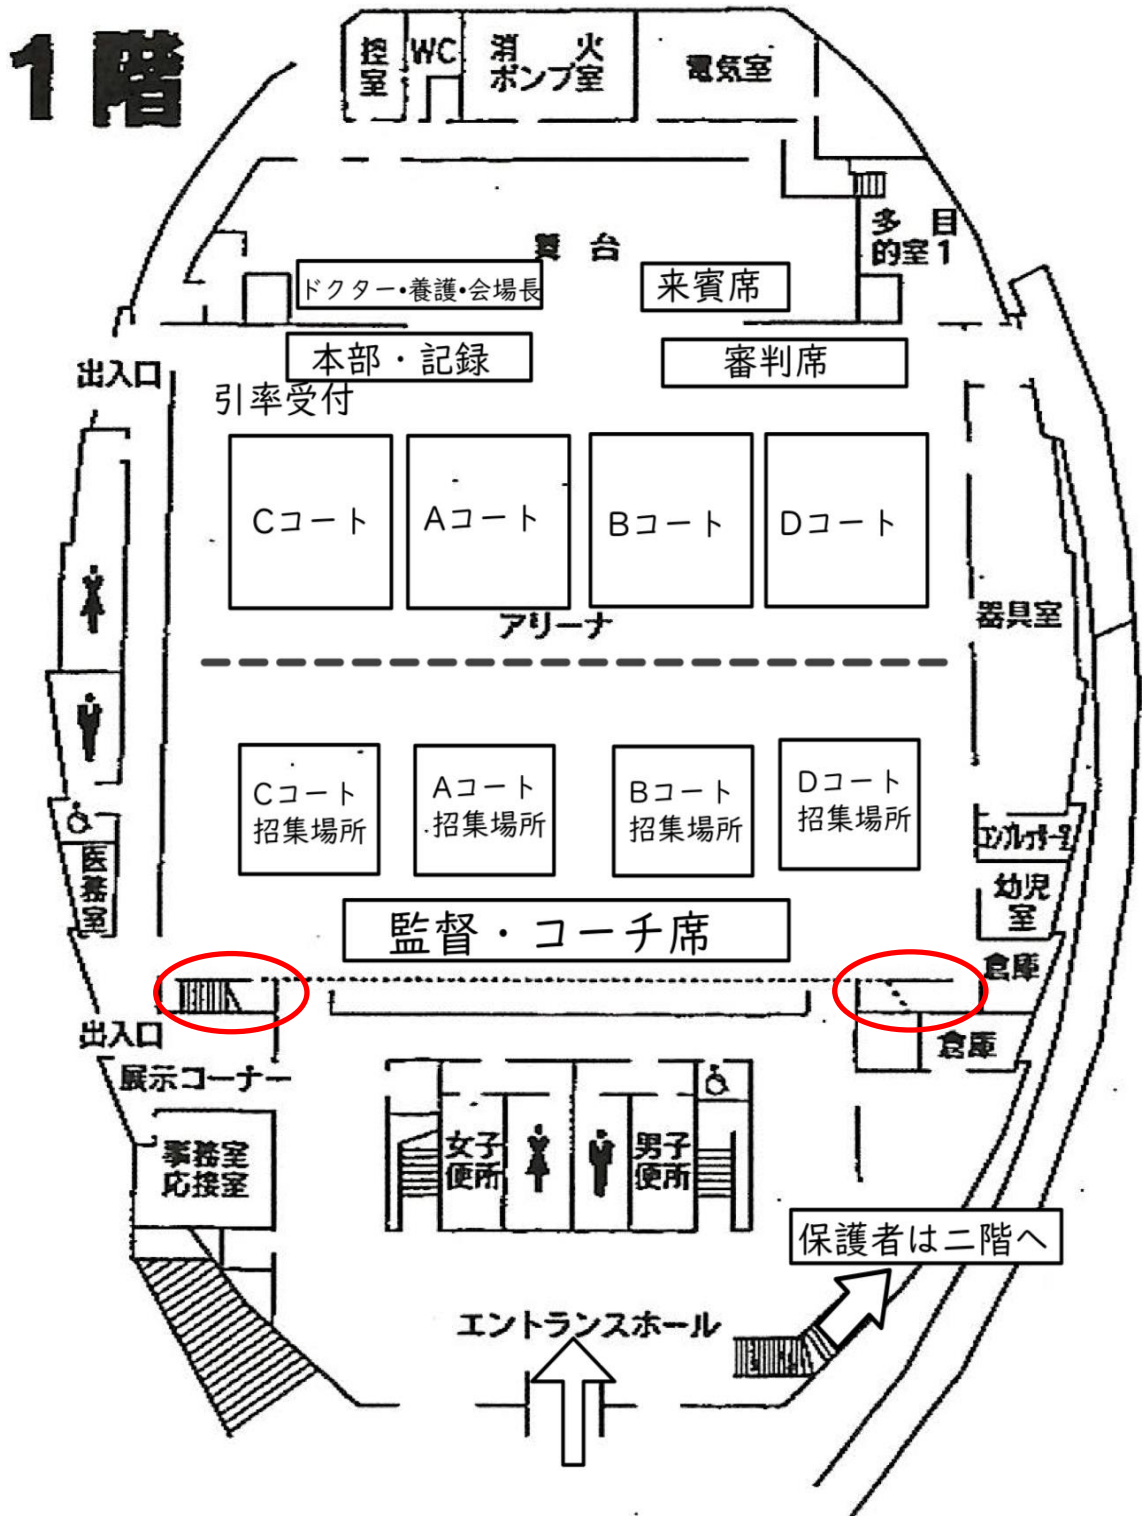 1階
控室
WC
消火
ポンプ室
電気室
多目
的室1
舞台
ドクター・養護・会場長
来賓席
本部・記録
審判席
出入口
引率受付
Cコート
Aコート
Bコート
Dコート
アリーナ
器具室
Cコート
招集場所
Aコート
招集場所
Bコート
招集場所
Dコート
招集場所
医務室
幼児室
監督・コーチ席
倉庫
出入口
倉庫
展示コーナー
事務室
応接室
女子
便所
男子
便所
保護者は二階へ
エントランスホール